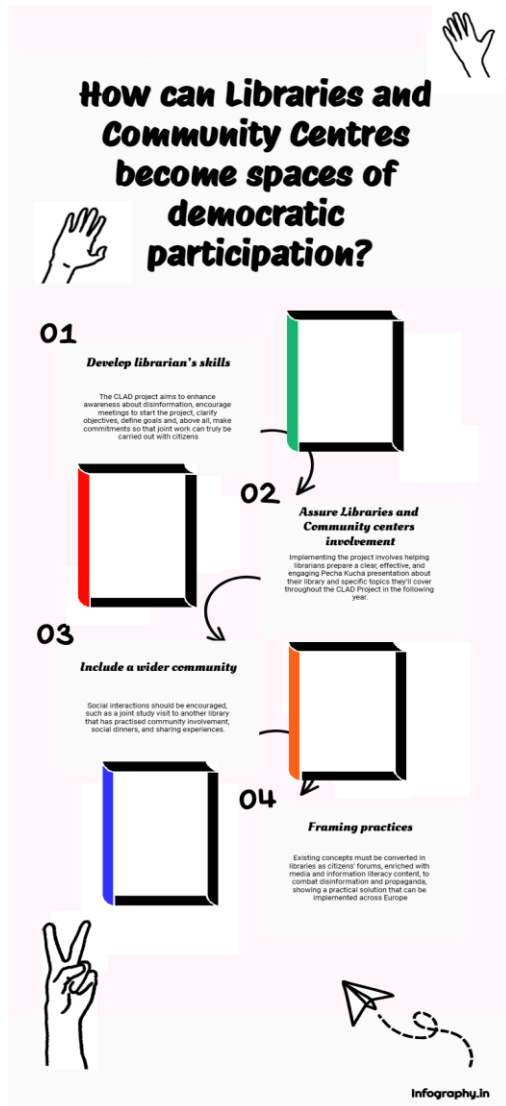 How can Libraries and
Community Centres
become spaces of
democratic
participation?
01
Develop librarian's skills
The CLAD project aims to enhance
awareness about disinformation, encourage
meetings to start the project, clarify
objectives, define goals and, above all, make
commitments so that joint work can truly be
carried out with citizens
02
Assure Libraries and
Community centers
involvement
Implementing the project involves helping
librarians prepare a clear, effective, and
engaging Pecha Kucha presentation about
their library and specific topics they'll cover
throughout the CLAD Project in the following
year.
03
Include a wider community
Social interactions should be encouraged,
such as a joint study visit to another library
that has practised community involvement,
social dinners, and sharing experiences.
04
Framing practices
Existing concepts must be converted in
libraries as citizens' forums, enriched with
media and information literacy content, to
combat disinformation and propaganda,
showing a practical solution that can be
implemented across Europe
Infography.in